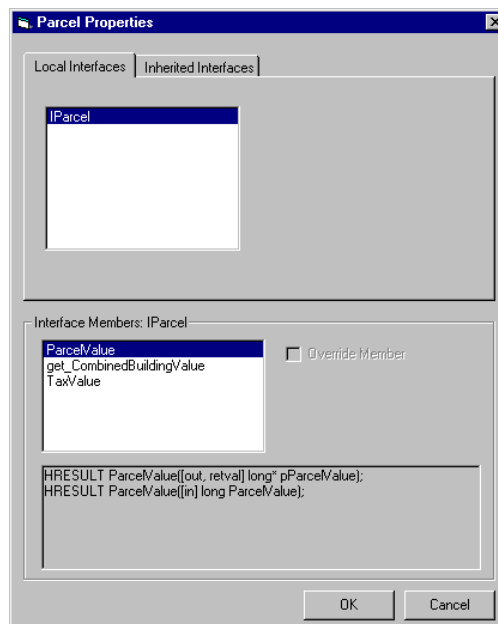 Parcel Properties
Local Interfaces
Inherited Interfaces
IParcel
Interface Members: IParcel
ParcelValue
get_CombinedBuildingValue
TaxValue
Override Member
HRESULT ParcelValue([out, retval] long* pParcelValue);
HRESULT ParcelValue([in] long ParcelValue);
OK
Cancel